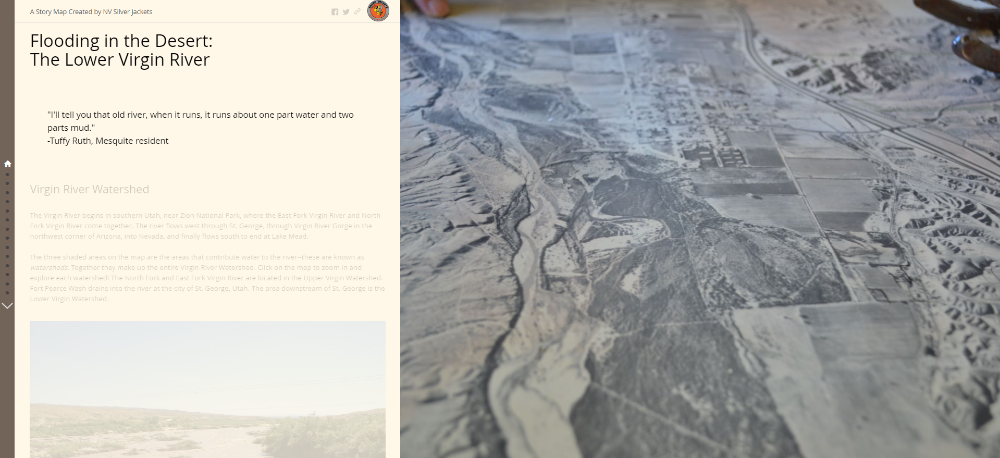 A Story Map Created by NV Silver Jackets
Flooding in the Desert:
The Lower Virgin River
"I'll tell you that old river, when it runs, it runs about one part water and two
parts mud."
-Tuffy Ruth, Mesquite resident
Virgin River Watershed
The Virgin River begins in southern Utah, near Zion National Park, where the East Fork Virgin River and North
Fork Virgin River come together. The river flows west through St. George, through Virgin River Gorge in the
northwest corner of Arizona, into Nevada, and finally flows south to end at Lake Mead.
The three shaded areas on the map are the areas that contribute water to the river--these are known as
watersheds. Together they make up the entire Virgin River Watershed. Click on the map to zoom in and
explore each watershed! The North Fork and East Fork Virgin River are located in the Upper Virgin Watershed.
Fort Pearce Wash drains into the river at the city of St. George, Utah. The area downstream of St. George is the
Lower Virgin Watershed.